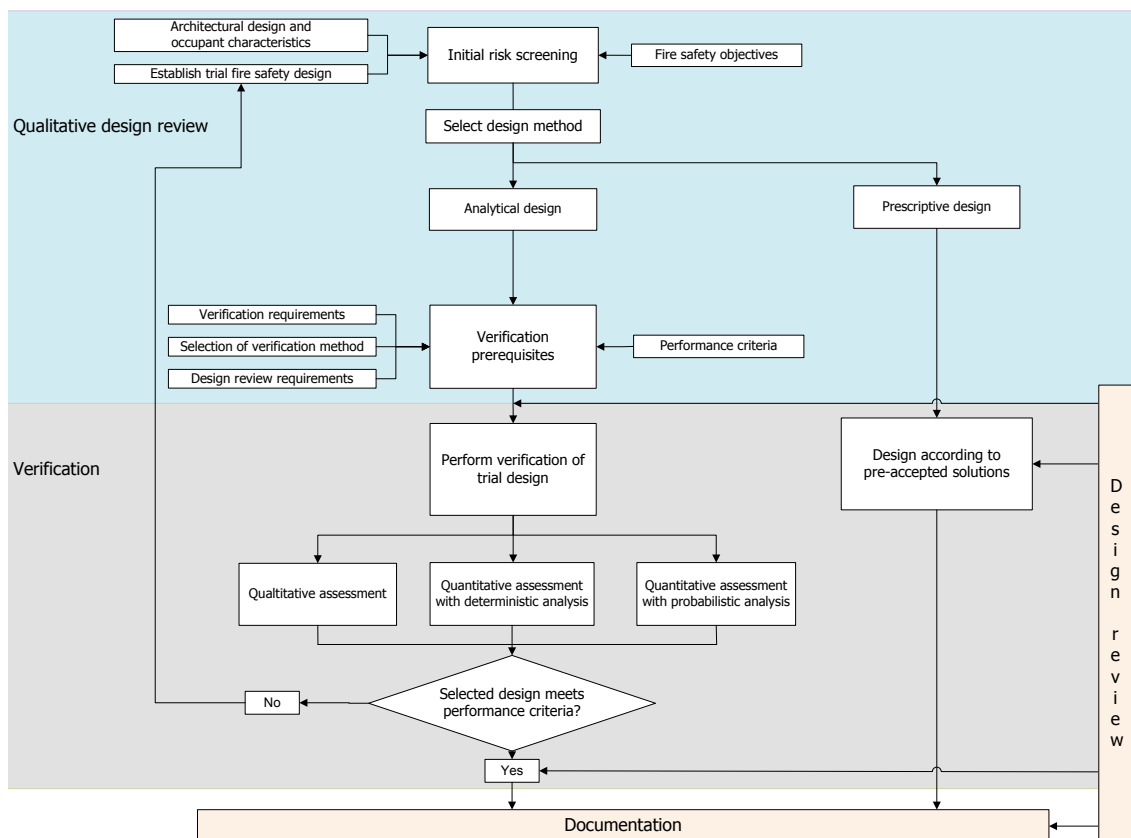 Architectural design and
occupant characteristics
Initial risk screening
Fire safety objectives
Establish trial fire safety design
Qualitative design review
Select design method
Analytical design
Prescriptive design
Verification requirements
Selection of verification method
Design review requirements
Verification
prerequisites
Performance criteria
Verification
Perform verification of
trial design
Design according to
pre-accepted solutions
Design review
Qualtitative assessment
Quantitative assessment
with deterministic analysis
Quantitative assessment
with probabilistic analysis
Selected design meets
performance criteria?
No
Yes
Documentation